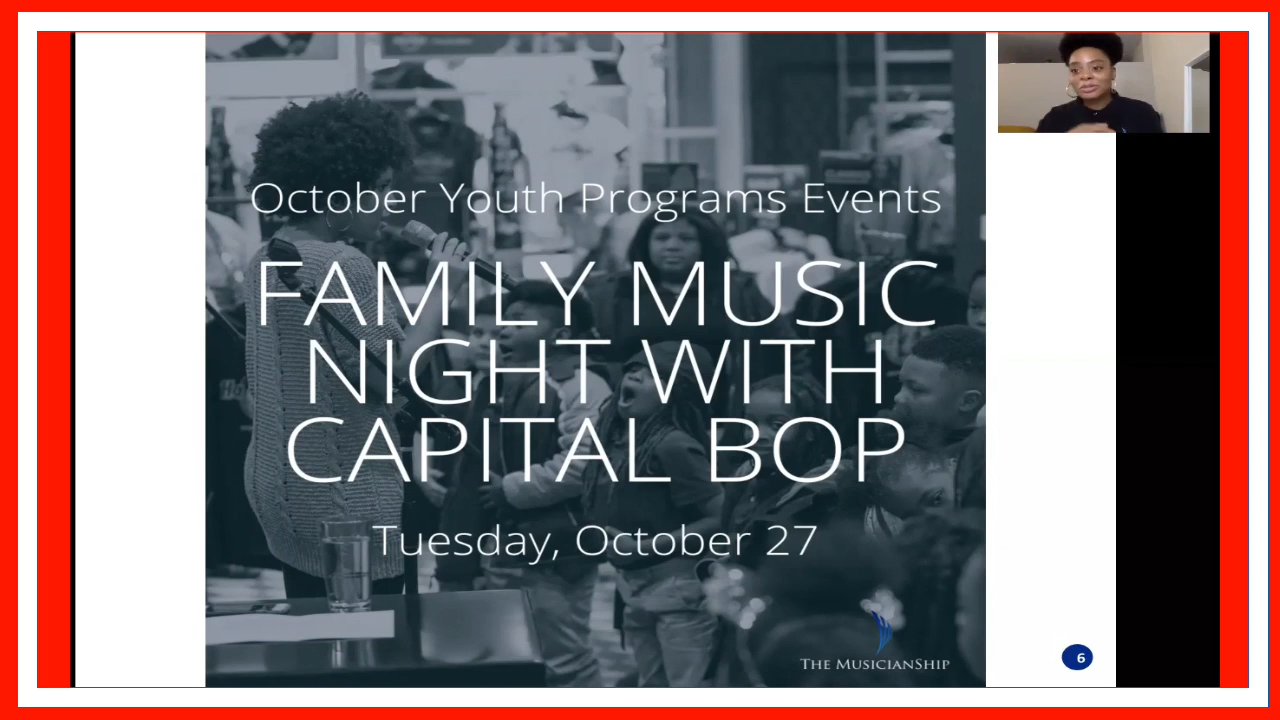 October Youth Programs Events
FAMILY MUSIC
NIGHT WITH
CAPITAL BOP
Tuesday, October 27
THE MUSICIANSHIP
6